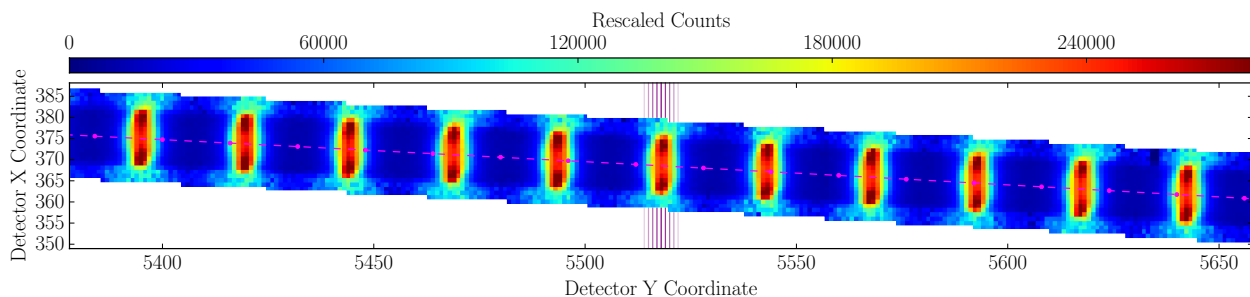 Rescaled Counts
0 60000 120000 180000 240000
Detector X Coordinate
385
380
375
370
365
360
355
350
5400 5450 5500 5550 5600 5650
Detector Y Coordinate